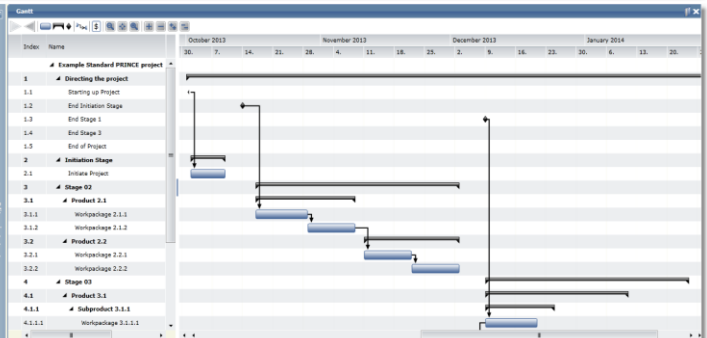 Gantt
$
October 2013 November 2013 December 2013 January 2014
Index Name 30. 7. 14. 21. 28. 4. 11. 18. 25. 2. 9. 16. 23. 30. 6. 13. 20.
Example Standard PRINCE project
1 Directing the project
1.1 Starting up Project
1.2 End Initiation Stage
1.3 End Stage 1
1.4 End Stage 3
1.5 End of Project
2 Initiation Stage
2.1 Initiate Project
3 Stage 02
3.1 Product 2.1
3.1.1 Workpackage 2.1.1
3.1.2 Workpackage 2.1.2
3.2 Product 2.2
3.2.1 Workpackage 2.2.1
3.2.2 Workpackage 2.2.2
4 Stage 03
4.1 Product 3.1
4.1.1 Subproduct 3.1.1
4.1.1.1 Workpackage 3.1.1.1